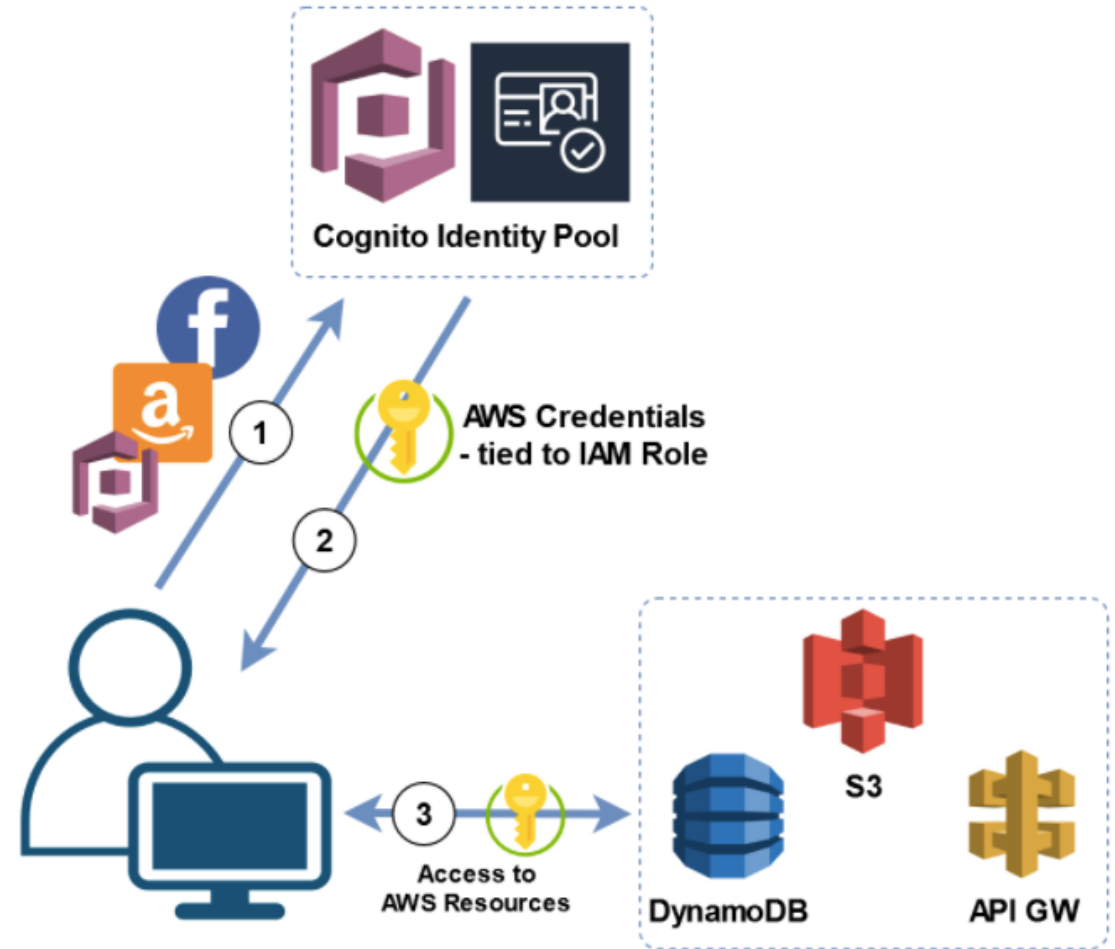 Cognito Identity Pool
f
a
1
AWS Credentials
- tied to IAM Role
2
S3
3
Access to
AWS Resources
DynamoDB
API GW